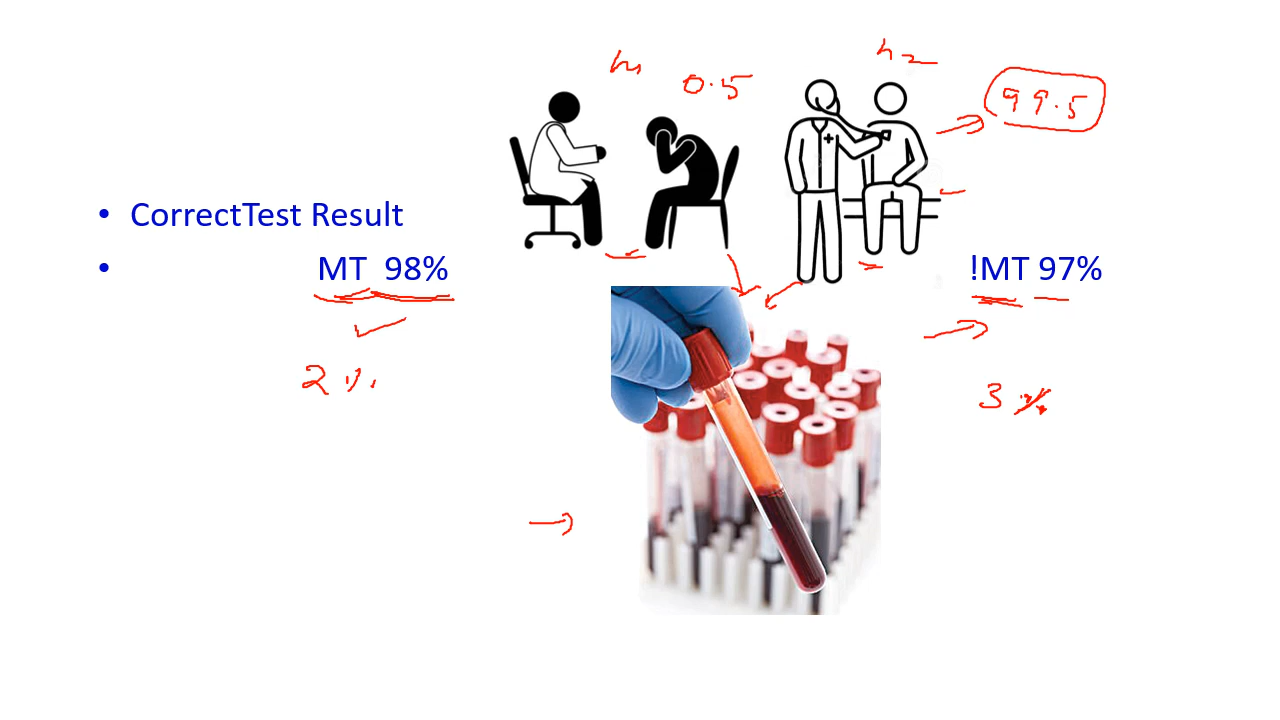 h1
h2
0.5
99.5
• CorrectTest Result
• MT 98%
!MT 97%
2 %
3 %